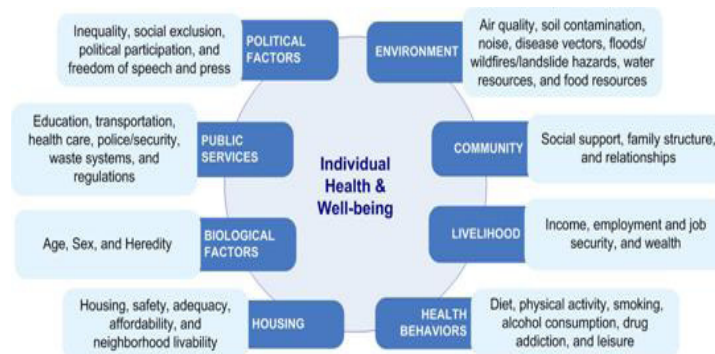 Inequality, social exclusion,
political participation, and
freedom of speech and press
POLITICAL
FACTORS
ENVIRONMENT
Air quality, soil contamination,
noise, disease vectors, floods/
wildfires/landslide hazards, water
resources, and food resources
Education, transportation,
health care, police/security,
waste systems, and
regulations
PUBLIC
SERVICES
COMMUNITY
Social support, family structure,
and relationships
Individual
Health &
Well-being
Age, Sex, and Heredity
BIOLOGICAL
FACTORS
LIVELIHOOD
Income, employment and job
security, and wealth
Housing, safety, adequacy,
affordability, and
neighborhood livability
HOUSING
HEALTH
BEHAVIORS
Diet, physical activity, smoking,
alcohol consumption, drug
addiction, and leisure